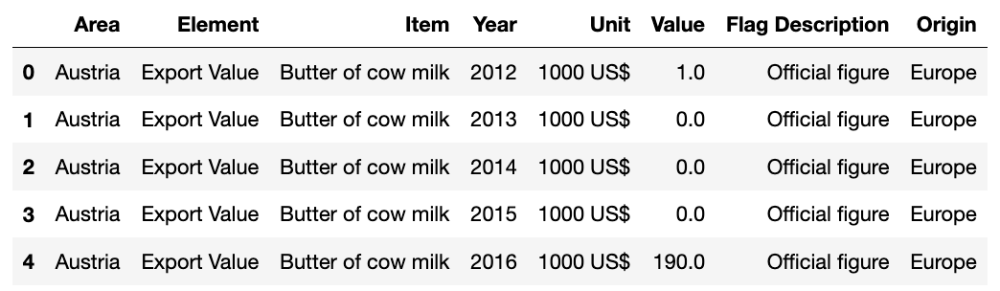 Area Element Item Year Unit Value Flag Description Origin
0 Austria Export Value Butter of cow milk 2012 1000 US$ 1.0 Official figure Europe
1 Austria Export Value Butter of cow milk 2013 1000 US$ 0.0 Official figure Europe
2 Austria Export Value Butter of cow milk 2014 1000 US$ 0.0 Official figure Europe
3 Austria Export Value Butter of cow milk 2015 1000 US$ 0.0 Official figure Europe
4 Austria Export Value Butter of cow milk 2016 1000 US$ 190.0 Official figure Europe